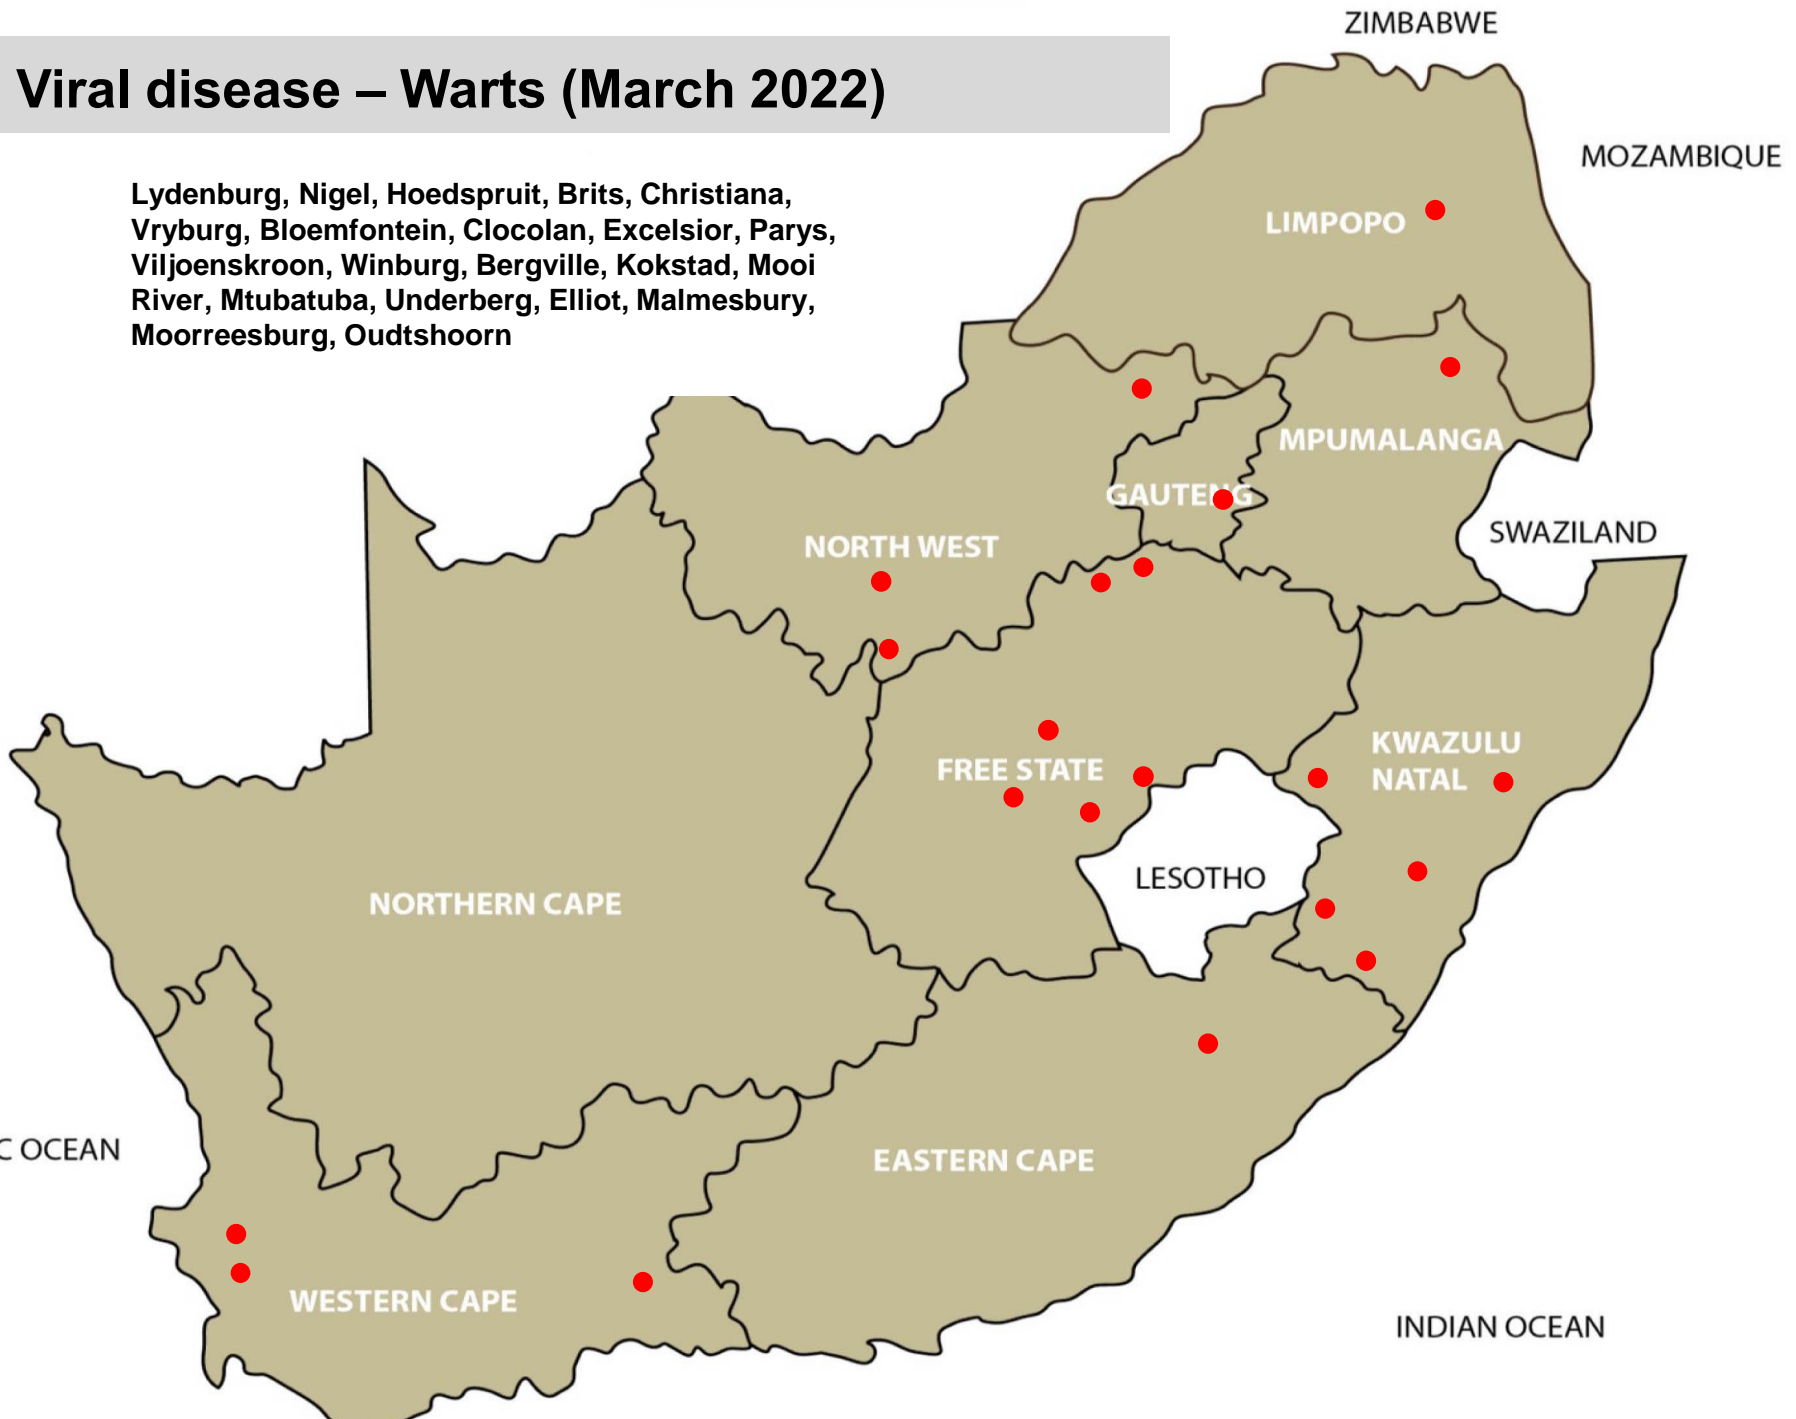 ZIMBABWE
Viral disease – Warts (March 2022)
MOZAMBIQUE
Lydenburg, Nigel, Hoedspruit, Brits, Christiana,
Vryburg, Bloemfontein, Clocolan, Excelsior, Parys,
Viljoenskroon, Winburg, Bergville, Kokstad, Mooi
River, Mtubatuba, Underberg, Elliot, Malmesbury,
Moorreesburg, Oudtshoorn
LIMPOPO
MPUMALANGA
GAUTENG
SWAZILAND
NORTH WEST
KWAZULU
NATAL
FREE STATE
LESOTHO
NORTHERN CAPE
C OCEAN
EASTERN CAPE
WESTERN CAPE
INDIAN OCEAN